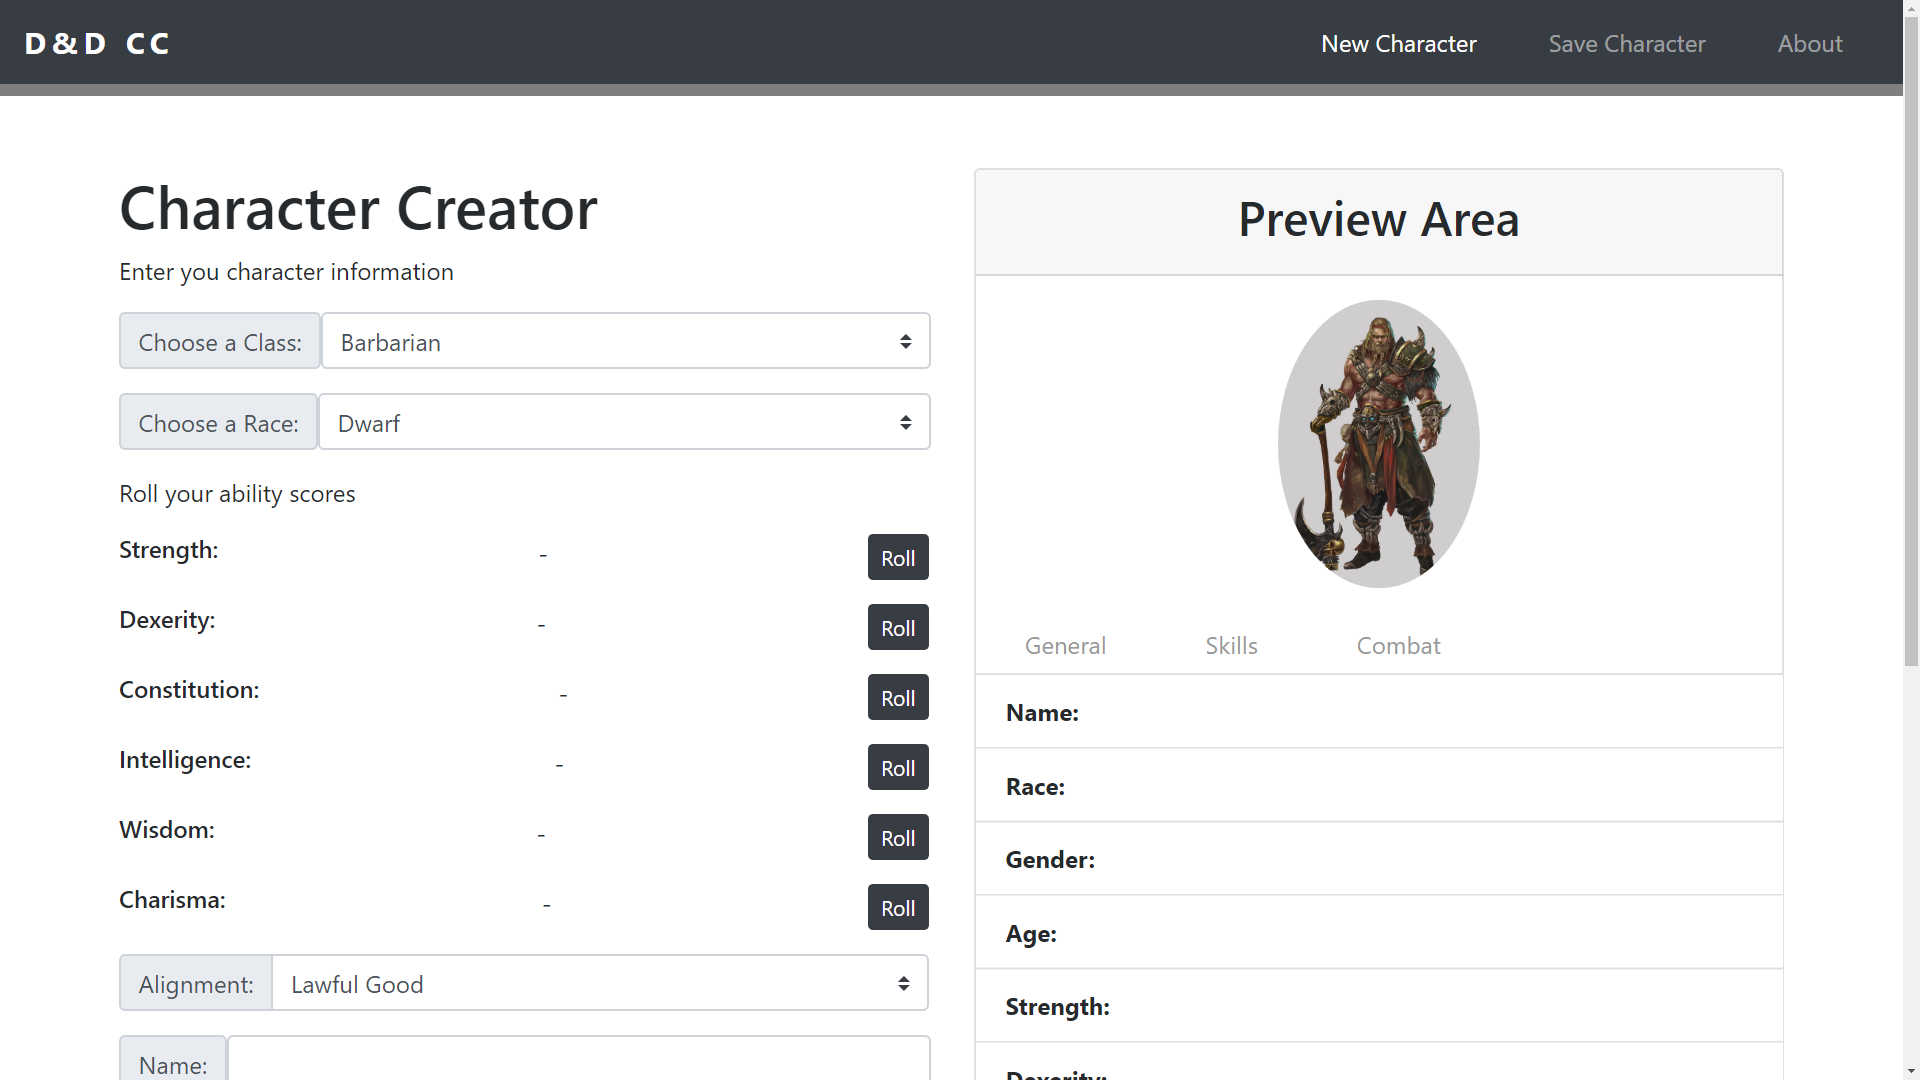 D&D CC
New Character
Save Character
About
Character Creator
Enter you character information
Choose a Class:
Barbarian
Choose a Race:
Dwarf
Roll your ability scores
Strength:
-
Roll
Dexerity:
-
Roll
Constitution:
-
Roll
Intelligence:
-
Roll
Wisdom:
-
Roll
Charisma:
-
Roll
Alignment:
Lawful Good
Name:
Preview Area
General
Skills
Combat
Name:
Race:
Gender:
Age:
Strength:
Dexerity: